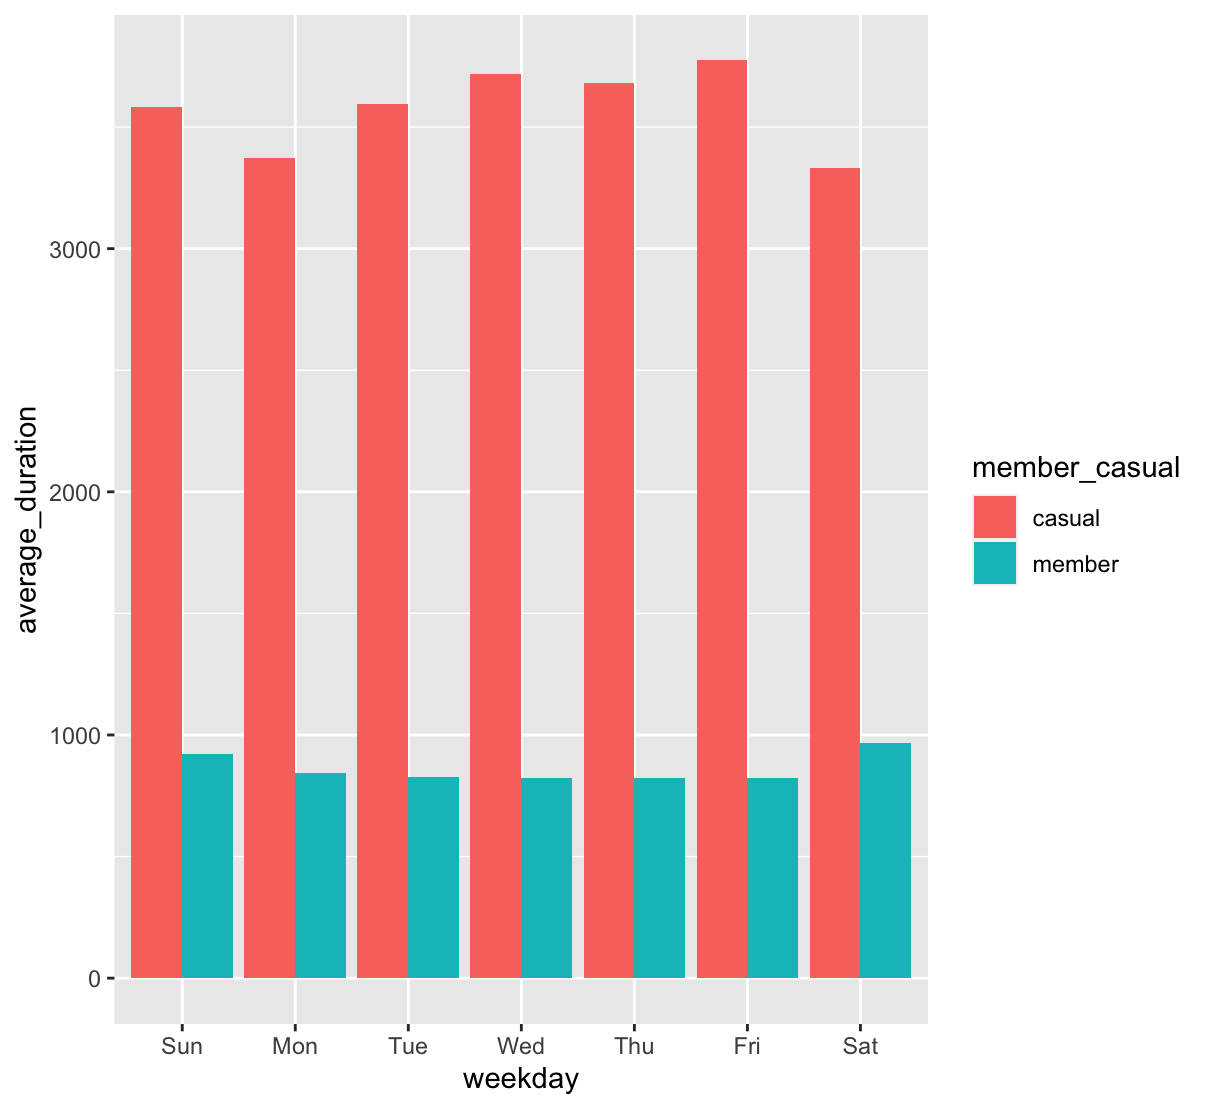 average_duration
3000
2000
1000
0
Sun Mon Tue Wed Thu Fri Sat
weekday
member_casual
casual
member